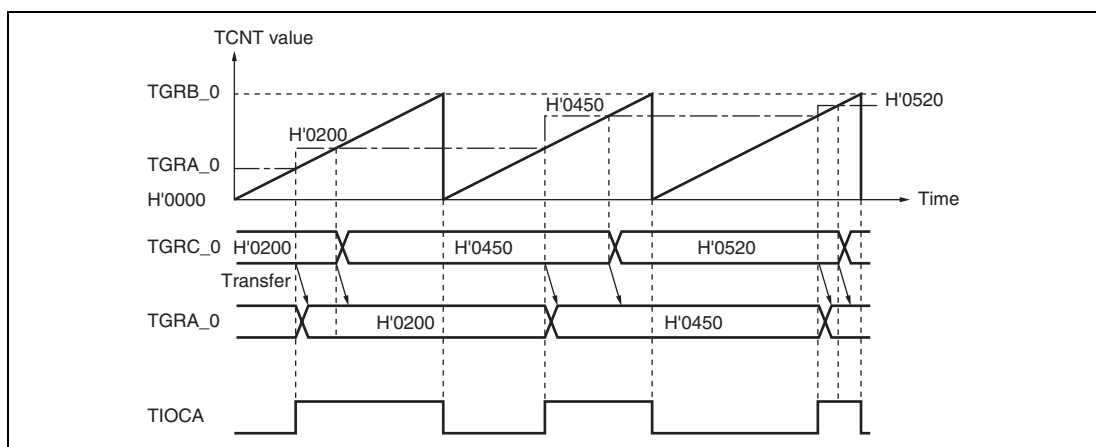 TCNT value
TGRB_0
H'0520
H'0450
H'0200
TGRA_0
H'0000
Time
TGRC_0
H'0200
H'0450
H'0520
Transfer
TGRA_0
H'0200
H'0450
TIOCA